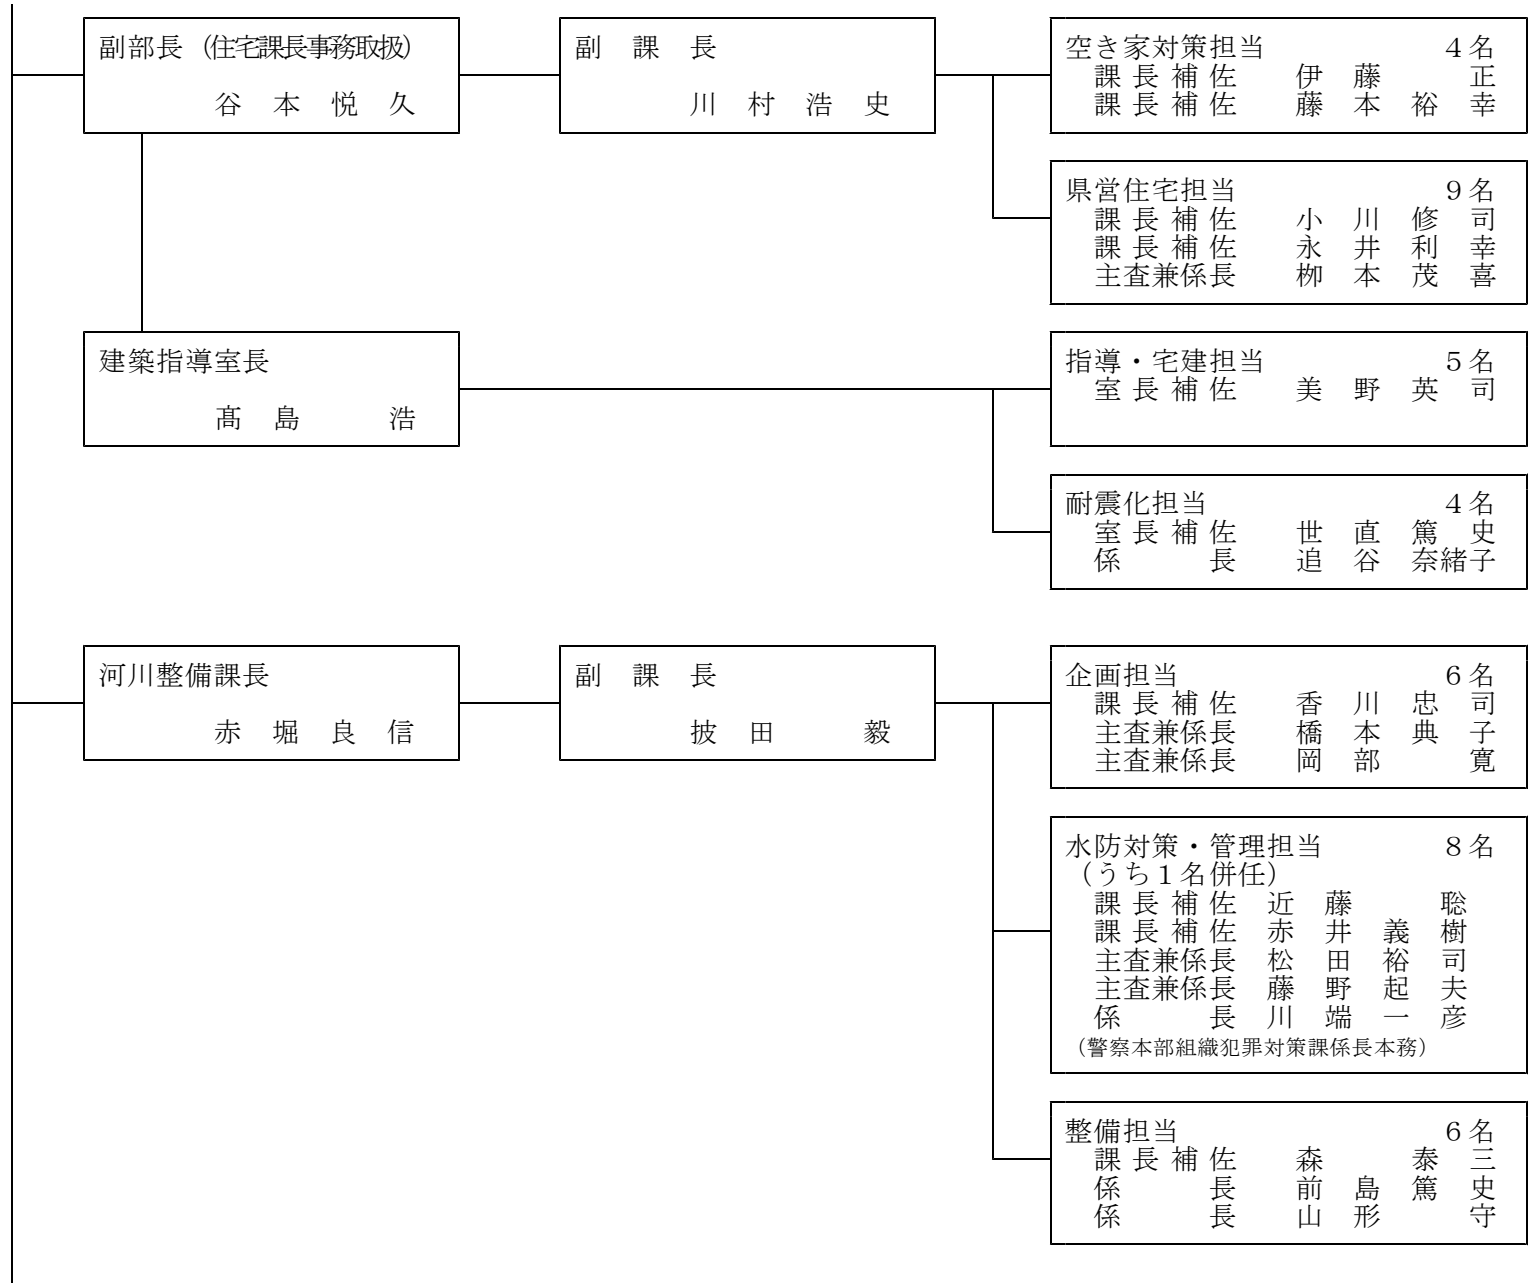 副部長（住宅課長事務取扱）
谷本悦久
副課長
川村浩史
空き家対策担当 ４名
課長補佐 伊藤 正
課長補佐 藤本裕幸
県営住宅担当 ９名
課長補佐 小川修司
課長補佐 永井利幸
主査兼係長 栁本茂喜
建築指導室長
髙島 浩
指導・宅建担当 ５名
室長補佐 美野英司
耐震化担当 ４名
室長補佐 世直篤史
係長 追谷奈緒子
河川整備課長
赤堀良信
副課長
披田 毅
企画担当 ６名
課長補佐 香川忠司
主査兼係長 橋本典子
主査兼係長 岡部 寛
水防対策・管理担当 ８名
（うち１名併任）
課長補佐 近藤 聡
課長補佐 赤井義樹
主査兼係長 松田裕司
主査兼係長 藤野起夫
係長 川端一彦
（警察本部組織犯罪対策課係長本務）
整備担当 ６名
課長補佐 森 泰三
係長 前島篤史
係長 山形 守